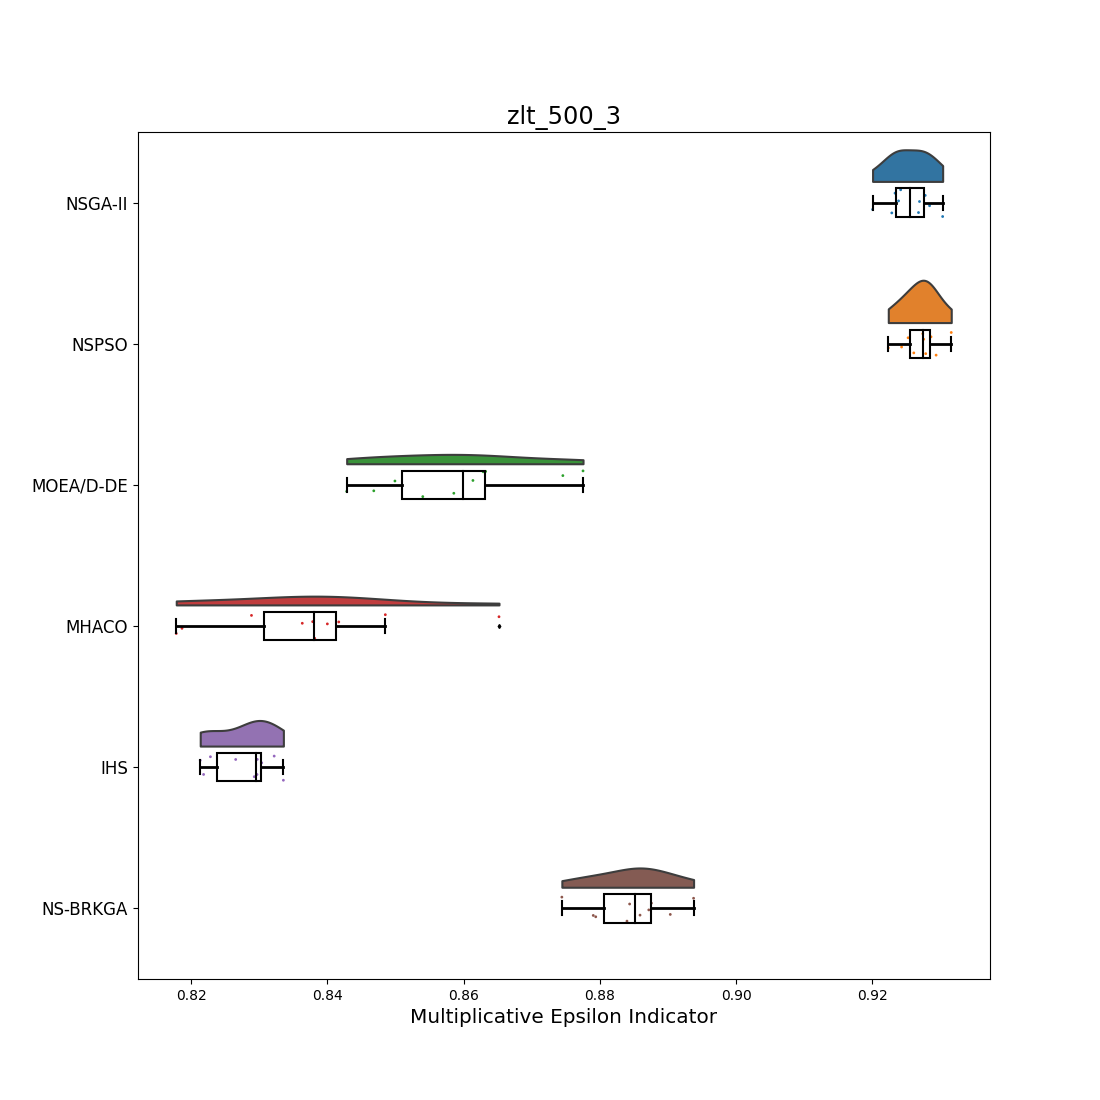 zlt_500_3
NSGA-II
NSPSO
MOEA/D-DE
MHACO
IHS
NS-BRKGA
0.82 0.84 0.86 0.88 0.90 0.92
Multiplicative Epsilon Indicator